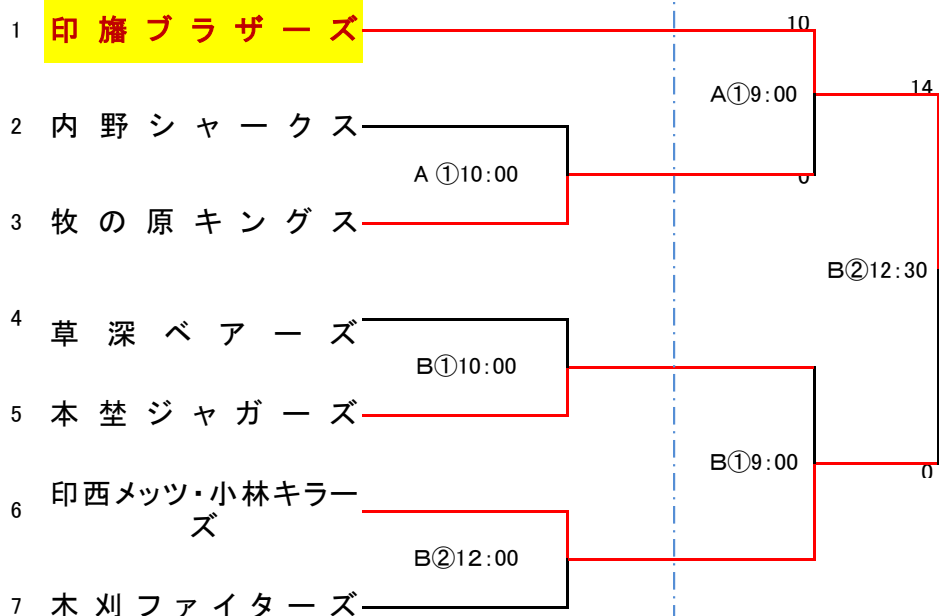 1 印旛ブラザーズ
10
A①9:00
14
2 内野シャークス
A ①10:00
0
3 牧の原キングス
B②12:30
4 草深ベアーズ
B①10:00
5 本埜ジャガーズ
B①9:00
0
6 印西メッツ・小林キラー
ズ
B②12:00
7 木刈ファイターズ